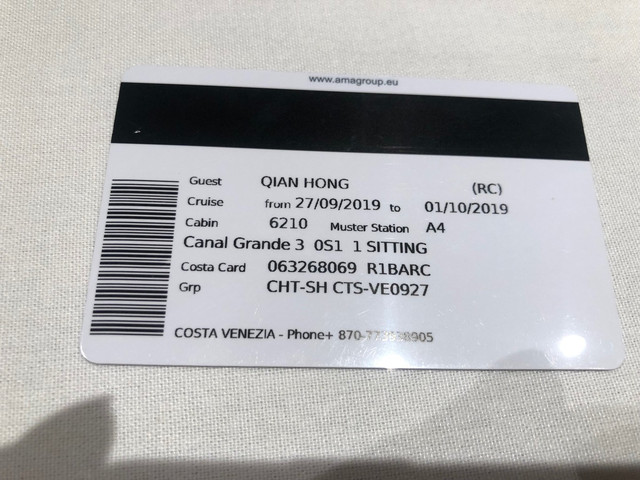 www.amagroup.eu
Guest QIAN HONG (RC)
Cruise from 27/09/2019 to 01/10/2019
Cabin 6210 Muster Station A4
Canal Grande 3 0S1 1 SITTING
Costa Card 063268069 R1BARC
Grp CHT-SH CTS-VE0927
COSTA VENEZIA - Phone+